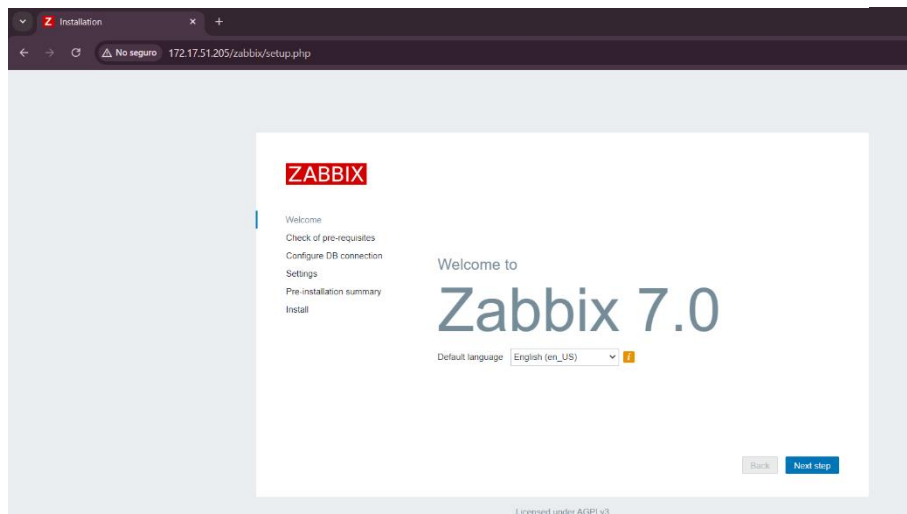 Z Installation
No seguro 172.17.51.205/zabbix/setup.php
ZABBIX
Welcome
Check of pre-requisites
Configure DB connection
Settings
Pre-installation summary
Install
Welcome to
Zabbix 7.0
Default language English (en_US) i
Back Next step
Licensed under AGPL v3